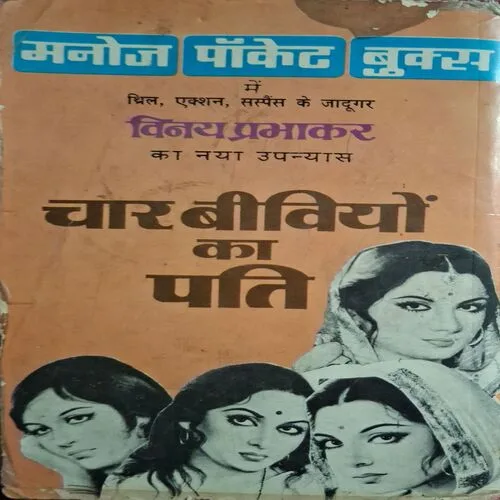 मनोज पॉकेट बुक्स
में
थ्रिल, एक्शन, सस्पैंस के जादूगर
विनय प्रभाकर
का नया उपन्यास
चार बीवियों
का
पति